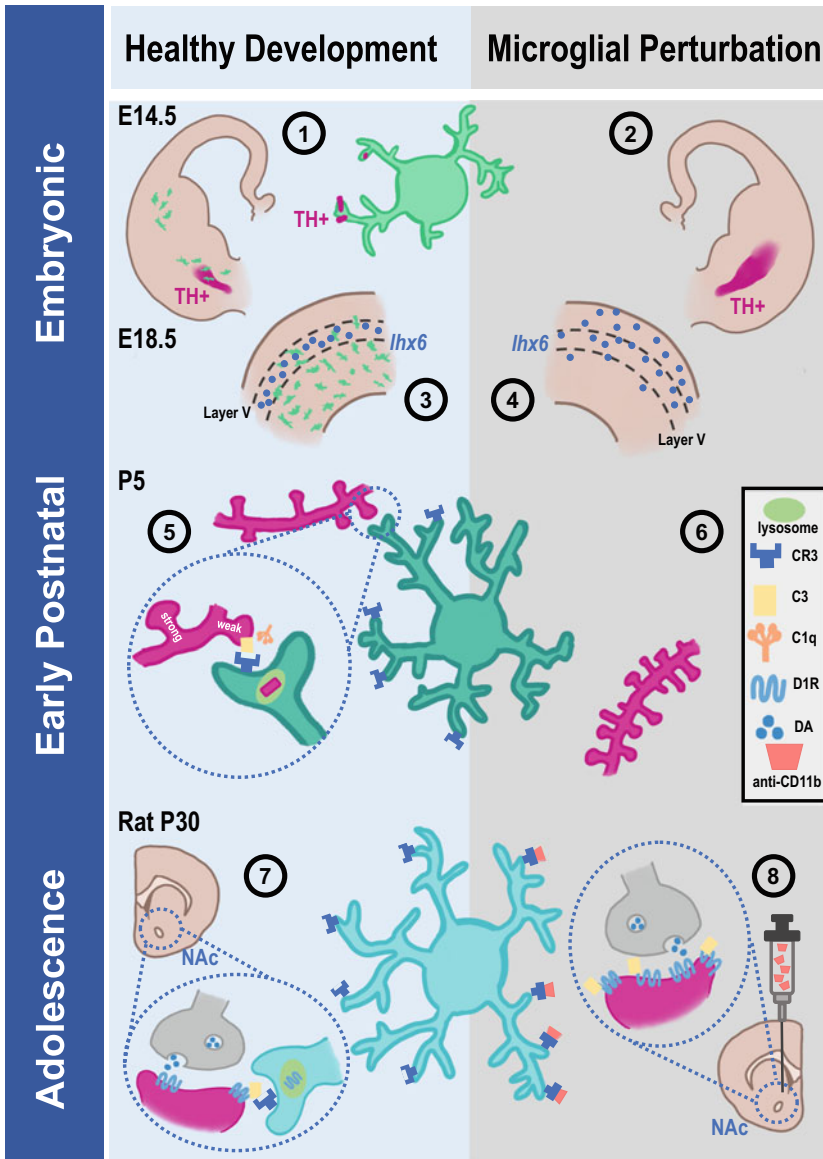 Healthy Development
Microglial Perturbation
Embryonic
E14.5
1
2
TH+
TH+
TH+
E18.5
lhx6
lhx6
Layer V
3
4
Layer V
Early Postnatal
P5
5
6
strong
weak
lysosome
CR3
C3
C1q
D1R
DA
anti-CD11b
Adolescence
Rat P30
7
8
NAc
NAc